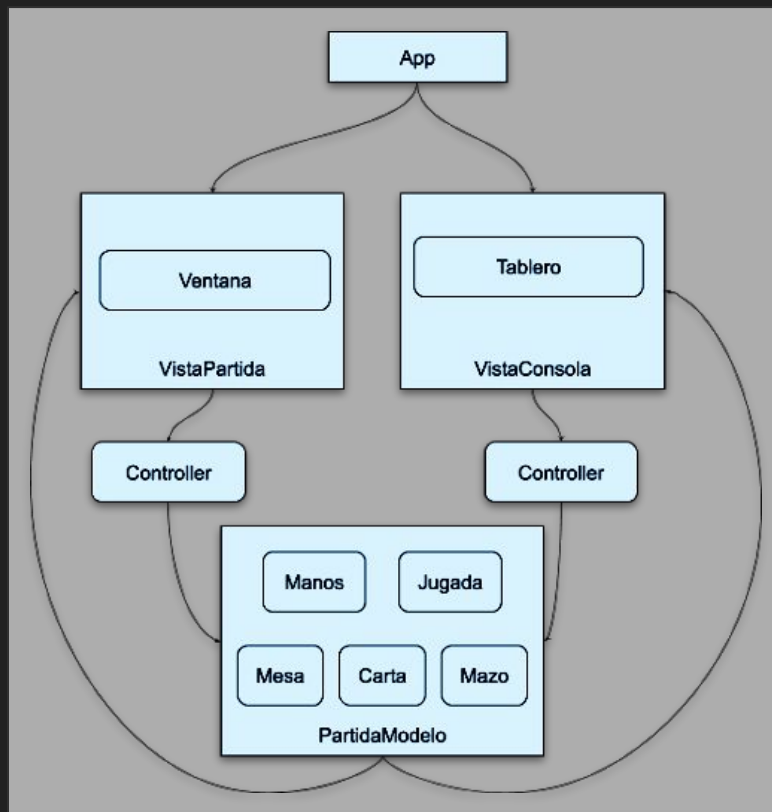 App
Ventana
Tablero
VistaPartida
VistaConsola
Controller
Controller
Manos
Jugada
Mesa
Carta
Mazo
PartidaModelo